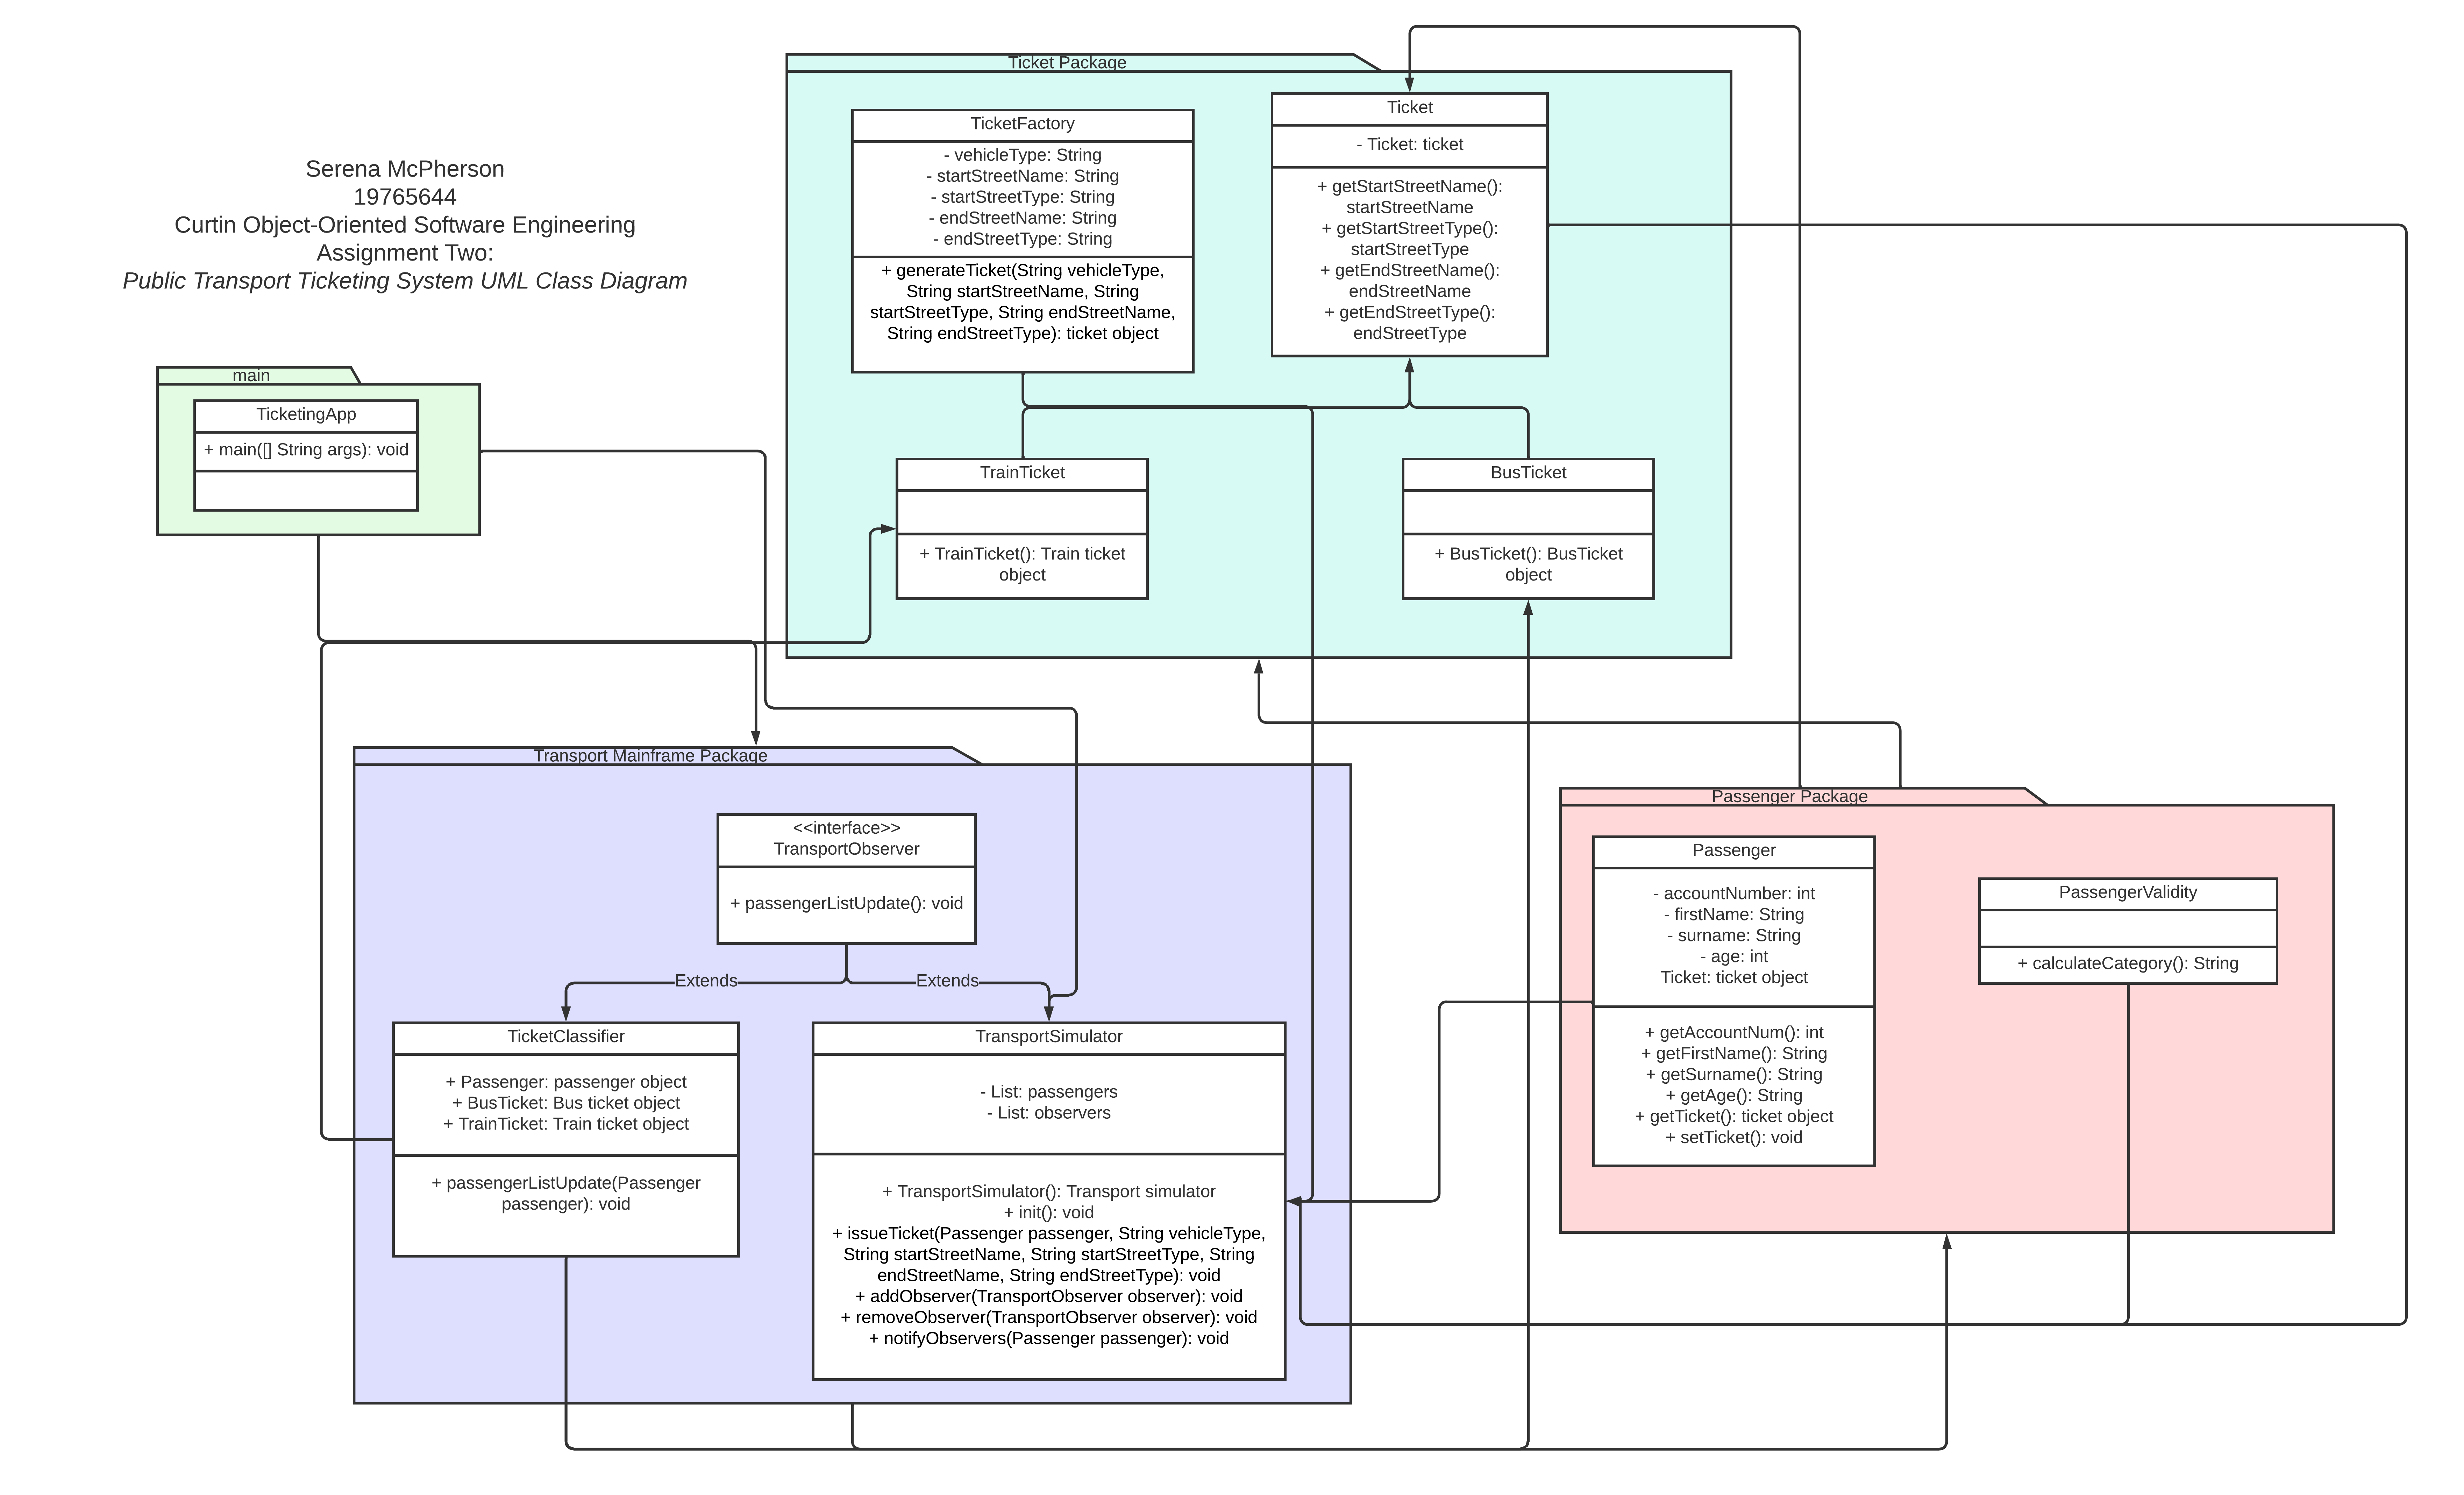 Serena McPherson
19765644
Curtin Object-Oriented Software Engineering
Assignment Two:
Public Transport Ticketing System UML Class Diagram
main
TicketingApp
+ main([] String args): void
Ticket Package
TicketFactory
- vehicleType: String
- startStreetName: String
- startStreetType: String
- endStreetName: String
- endStreetType: String
+ generateTicket(String vehicleType,
String startStreetName, String
startStreetType, String endStreetName,
String endStreetType): ticket object
Ticket
- Ticket: ticket
+ getStartStreetName():
startStreetName
+ getStartStreetType():
startStreetType
+ getEndStreetName():
endStreetName
+ getEndStreetType():
endStreetType
TrainTicket
+ TrainTicket(): Train ticket
object
BusTicket
+ BusTicket(): BusTicket
object
Transport Mainframe Package
<<interface>>
TransportObserver
+ passengerListUpdate(): void
Extends
Extends
TicketClassifier
+ Passenger: passenger object
+ BusTicket: Bus ticket object
+ TrainTicket: Train ticket object
+ passengerListUpdate(Passenger
passenger): void
TransportSimulator
- List: passengers
- List: observers
+ TransportSimulator(): Transport simulator
+ init(): void
+ issueTicket(Passenger passenger, String vehicleType,
String startStreetName, String startStreetType, String
endStreetName, String endStreetType): void
+ addObserver(TransportObserver observer): void
+ removeObserver(TransportObserver observer): void
+ notifyObservers(Passenger passenger): void
Passenger Package
Passenger
- accountNumber: int
- firstName: String
- surname: String
- age: int
Ticket: ticket object
+ getAccountNum(): int
+ getFirstName(): String
+ getSurname(): String
+ getAge(): String
+ getTicket(): ticket object
+ setTicket(): void
PassengerValidity
+ calculateCategory(): String